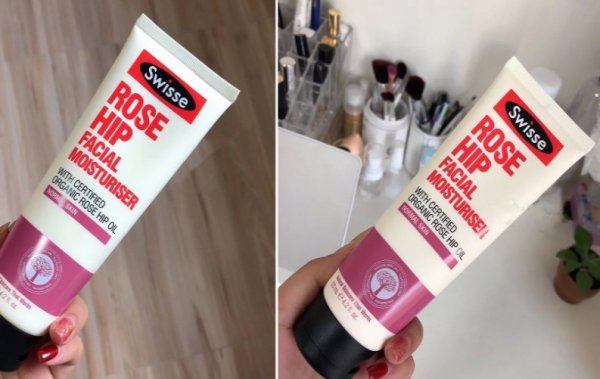 Swisse
ROSE
HIP
FACIAL
MOISTURISER
WITH CERTIFIED
ORGANIC ROSE HIP OIL
NORMAL SKIN
Swisse
ROSE
HIP
FACIAL
MOISTURISER
WITH CERTIFIED
ORGANIC ROSE HIP OIL
NORMAL SKIN